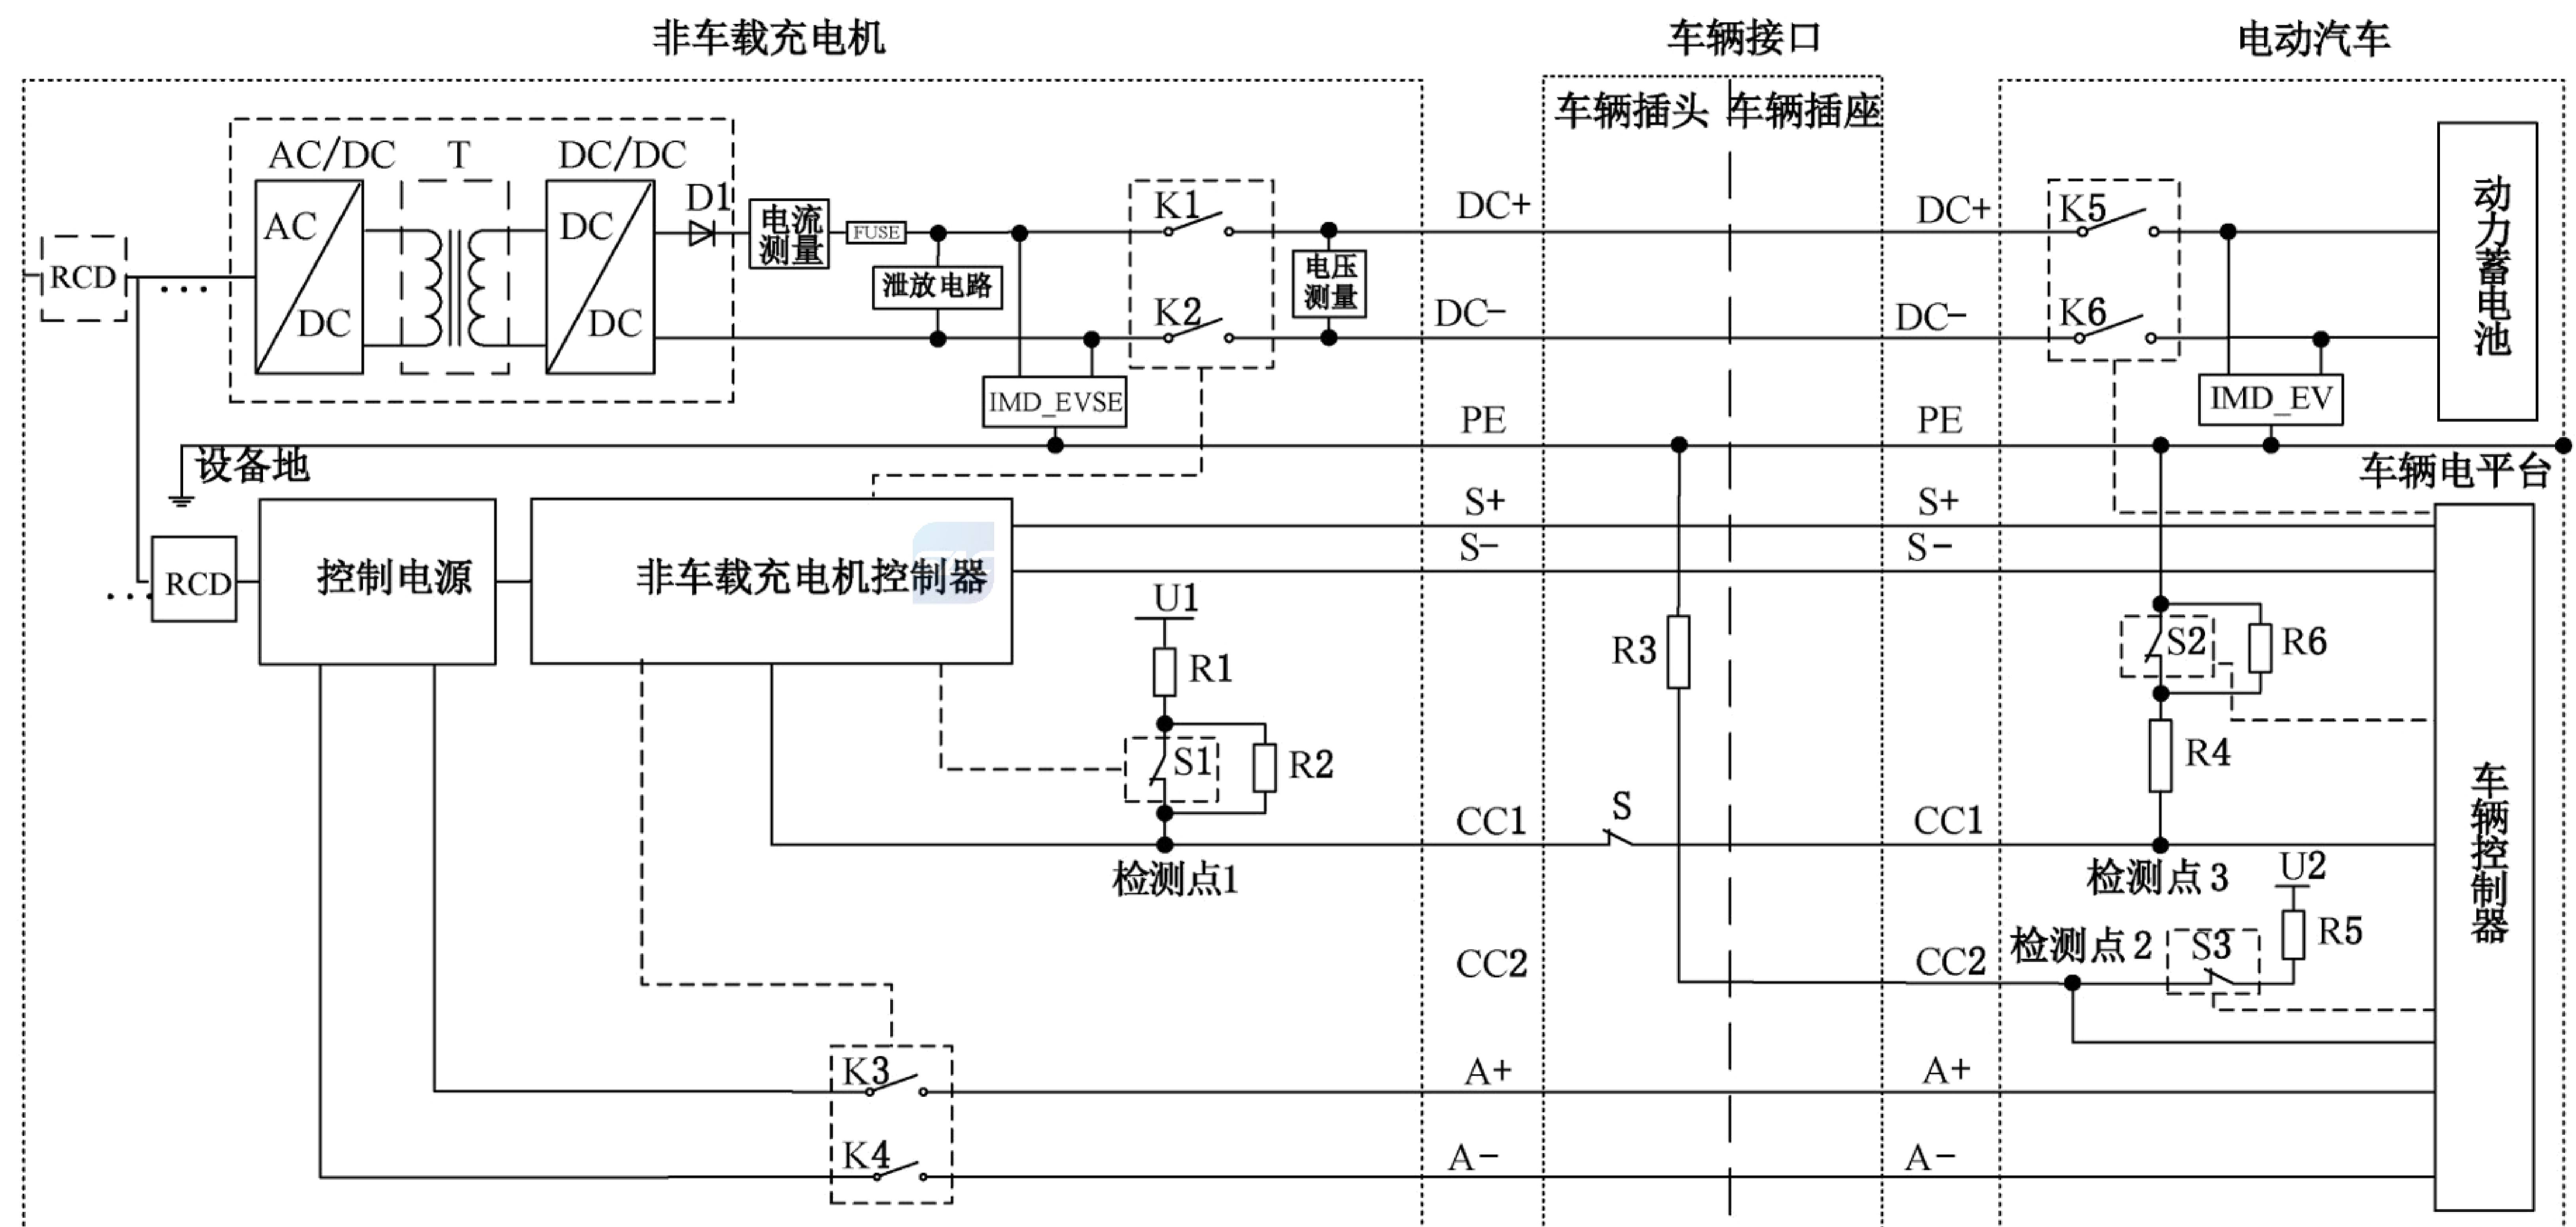 非车载充电机
车辆接口
电动汽车
车辆插头
车辆插座
AC/DC
T
DC/DC
D1
AC
DC
DC
DC
RCD
电流
测量
FUSE
泄放电路
K1
K2
电压
测量
IMD_EVSE
DC+
DC-
DC+
DC-
K5
K6
IMD_EV
动力蓄电池
PE
PE
设备地
车辆电平台
S+
S-
S+
S-
RCD
控制电源
非车载充电机控制器
U1
R1
S1
R2
R3
S2
R6
R4
CC1
S
CC1
检测点1
检测点3
U2
R5
检测点2
S3
CC2
CC2
车辆控制器
K3
A+
A+
K4
A-
A-